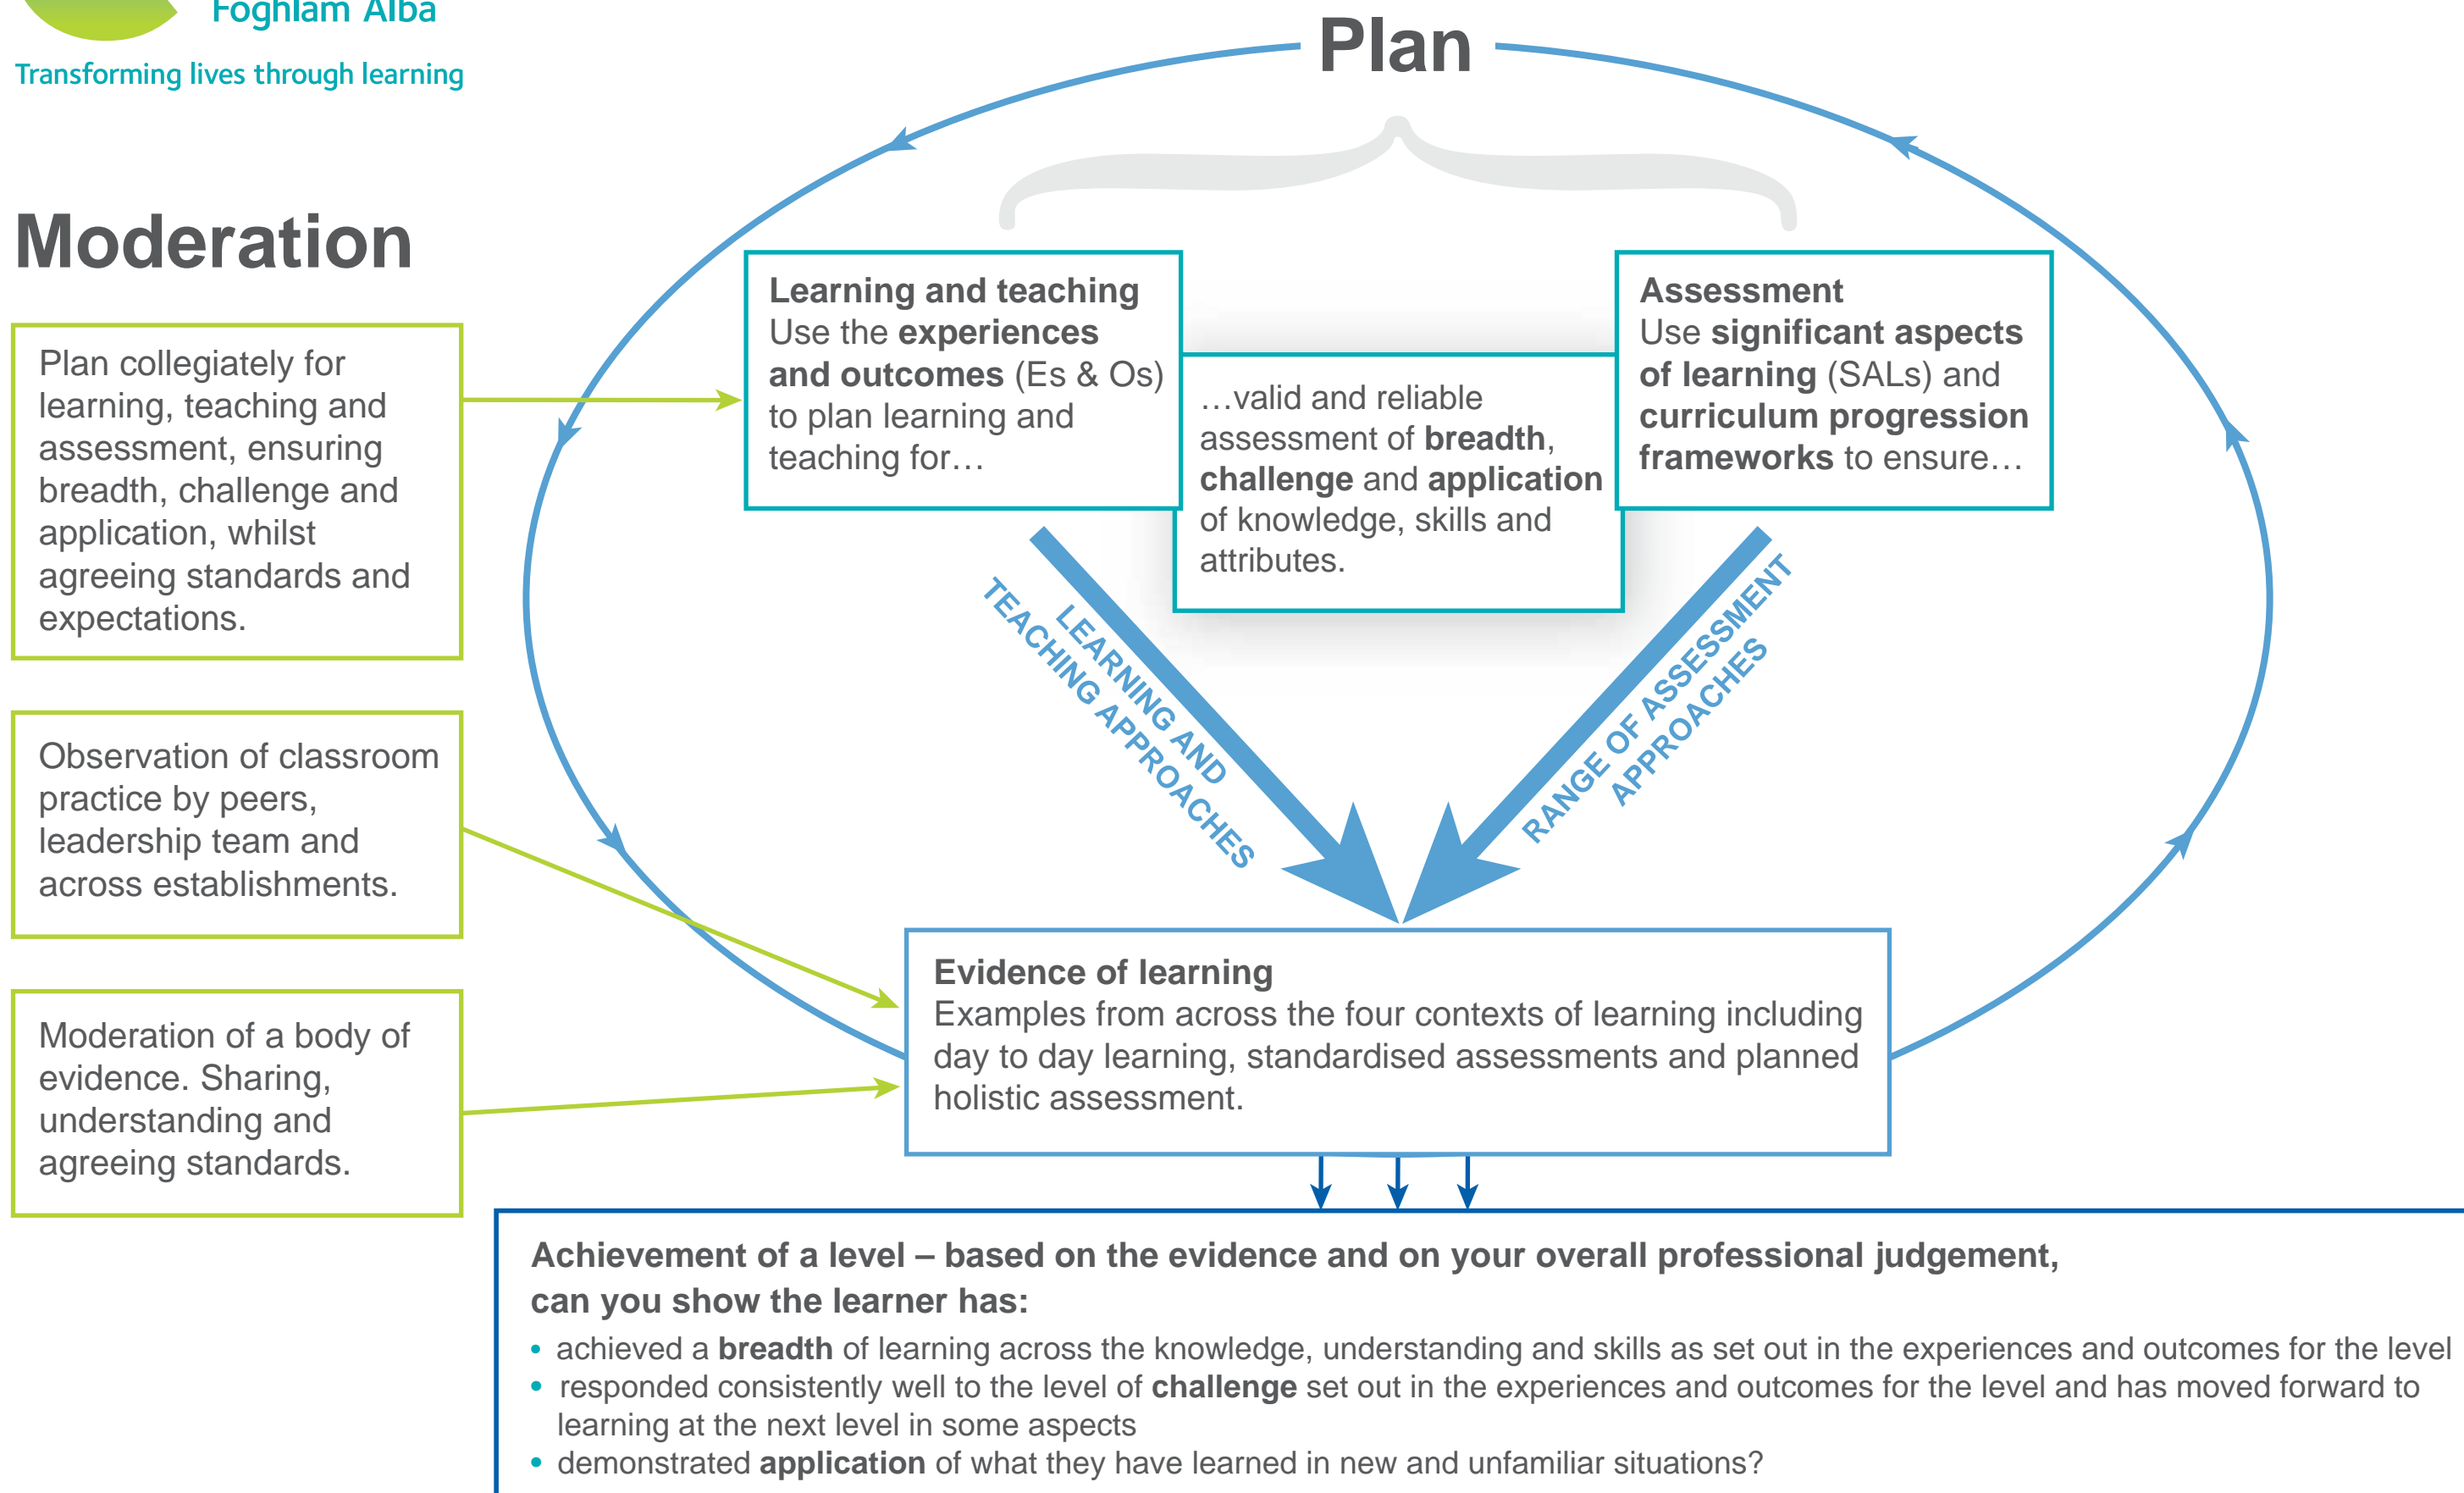 Foghlam Alba
Transforming lives through learning
Plan
Moderation
Plan collegiately for
learning, teaching and
assessment, ensuring
breadth, challenge and
application, whilst
agreeing standards and
expectations.
Observation of classroom
practice by peers,
leadership team and
across establishments.
Moderation of a body of
evidence. Sharing,
understanding and
agreeing standards.
Learning and teaching
Use the experiences
and outcomes (Es & Os)
to plan learning and
teaching for…
…valid and reliable
assessment of breadth,
challenge and application
of knowledge, skills and
attributes.
Assessment
Use significant aspects
of learning (SALs) and
curriculum progression
frameworks to ensure…
LEARNING AND
TEACHING APPROACHES
RANGE OF ASSESSMENT
APPROACHES
Evidence of learning
Examples from across the four contexts of learning including
day to day learning, standardised assessments and planned
holistic assessment.
Achievement of a level – based on the evidence and on your overall professional judgement,
can you show the learner has:
• achieved a breadth of learning across the knowledge, understanding and skills as set out in the experiences and outcomes for the level
• responded consistently well to the level of challenge set out in the experiences and outcomes for the level and has moved forward to
learning at the next level in some aspects
• demonstrated application of what they have learned in new and unfamiliar situations?